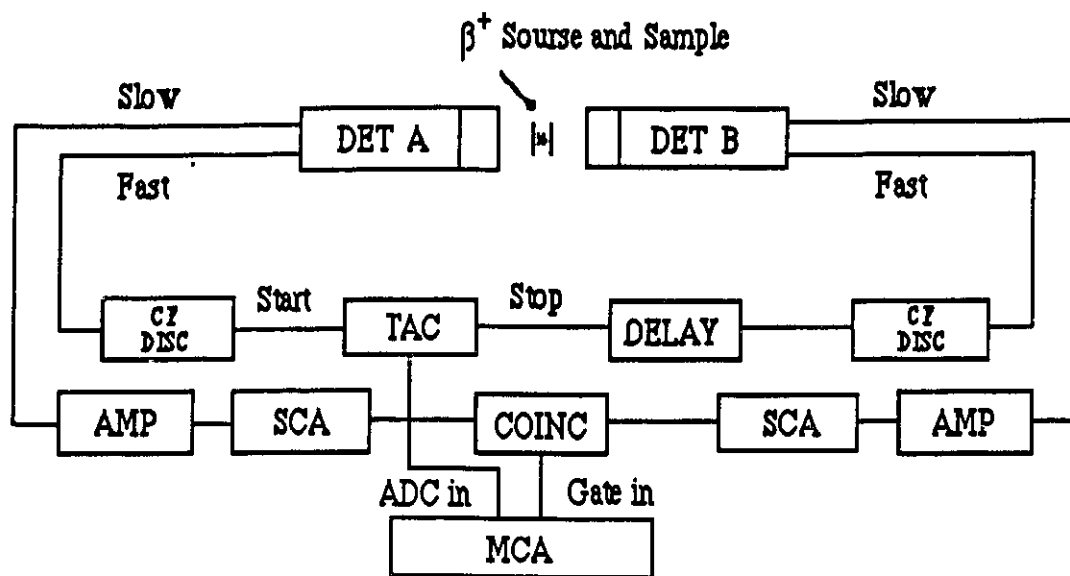 β+ Sourse and Sample
Slow
Slow
DET A
DET B
Fast
Fast
Start
Stop
CF
DISC
TAC
DELAY
CF
DISC
AMP
SCA
COINC
SCA
AMP
ADC in
Gate in
MCA